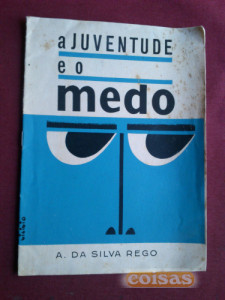 a JUVENTUDE
e o
medo
A. DA SILVA REGO
coisas